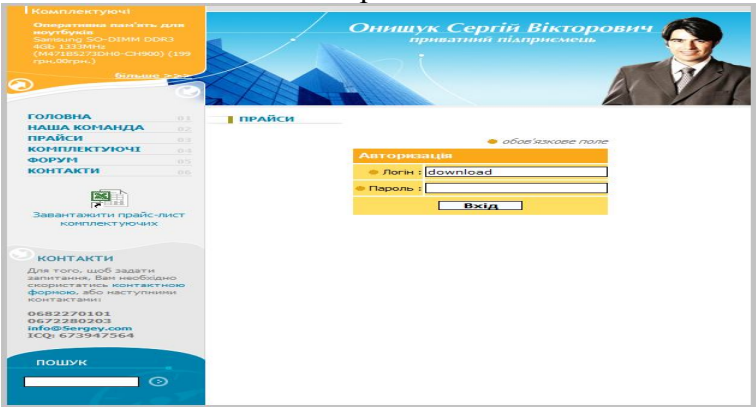 Комплектуючі
Оперативна пам'ять для
ноутбуків
Samsung SO-DIMM DDR3
4Gb 1333MHz
(M471B5273DH0-CH900) (199
грн,00грн.)
більше >>>
Онищук Сергій Вікторович
приватний підприємець
ГОЛОВНА 01
НАША КОМАНДА 02
ПРАЙСИ 03
КОМПЛЕКТУЮЧІ 04
ФОРУМ 05
КОНТАКТИ 06
Завантажити прайс-лист
комплектуючих
ПРАЙСИ
обов'язкове поле
Авторизація
Логін : download
Пароль :
Вхід
КОНТАКТИ
Для того, щоб задати
запитання, Вам необхідно
скористатись контактною
формою, або наступними
контактами:
0682270101
0672280203
info@Sergey.com
ICQ: 673947564
ПОШУК